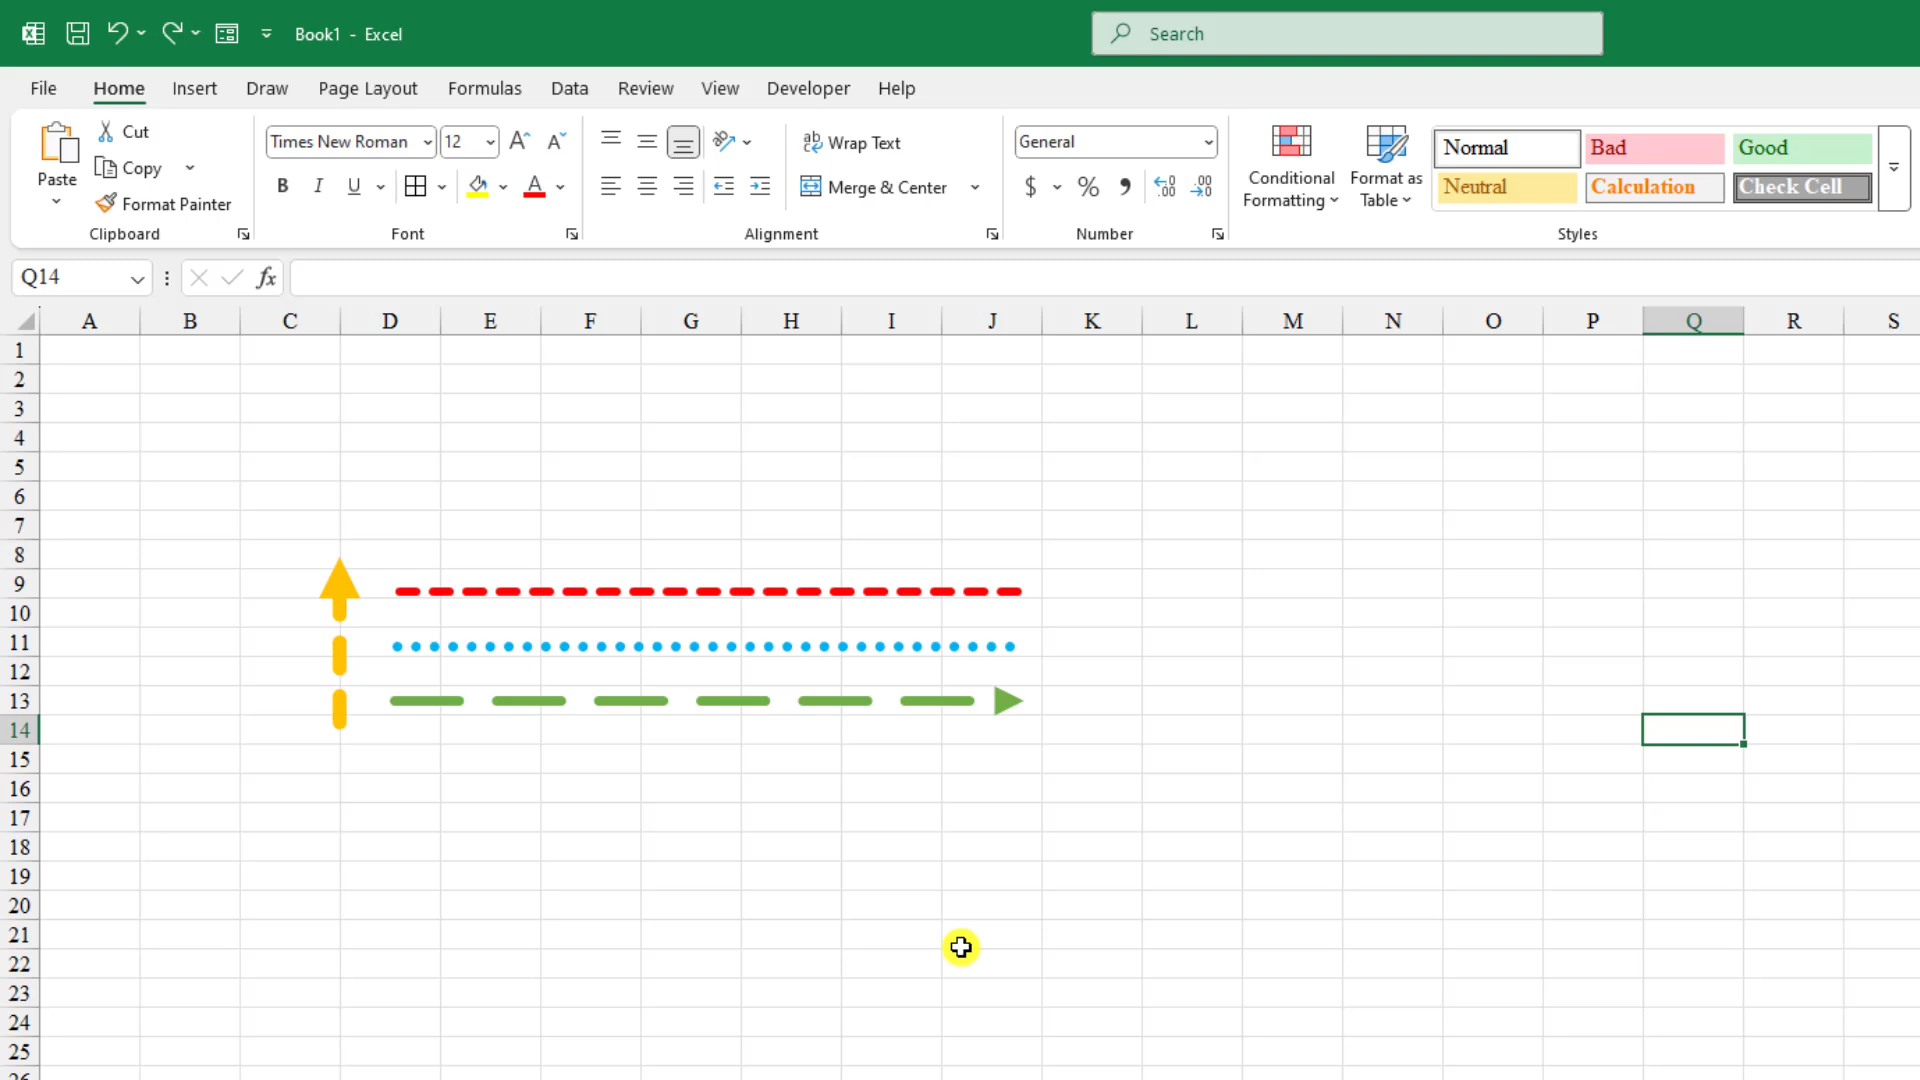 Book1 - Excel
Search
File Home Insert Draw Page Layout Formulas Data Review View Developer Help
Paste
Cut
Copy
Format Painter
Clipboard
Times New Roman 12
B I U
Font
Wrap Text
Merge & Center
Alignment
General
$ % , .00 .00
Number
Conditional Formatting
Format as Table
Normal Bad Good
Neutral Calculation Check Cell
Styles
Q14
fx
A B C D E F G H I J K L M N O P Q R S
1
2
3
4
5
6
7
8
9
10
11
12
13
14
15
16
17
18
19
20
21
22
23
24
25
26